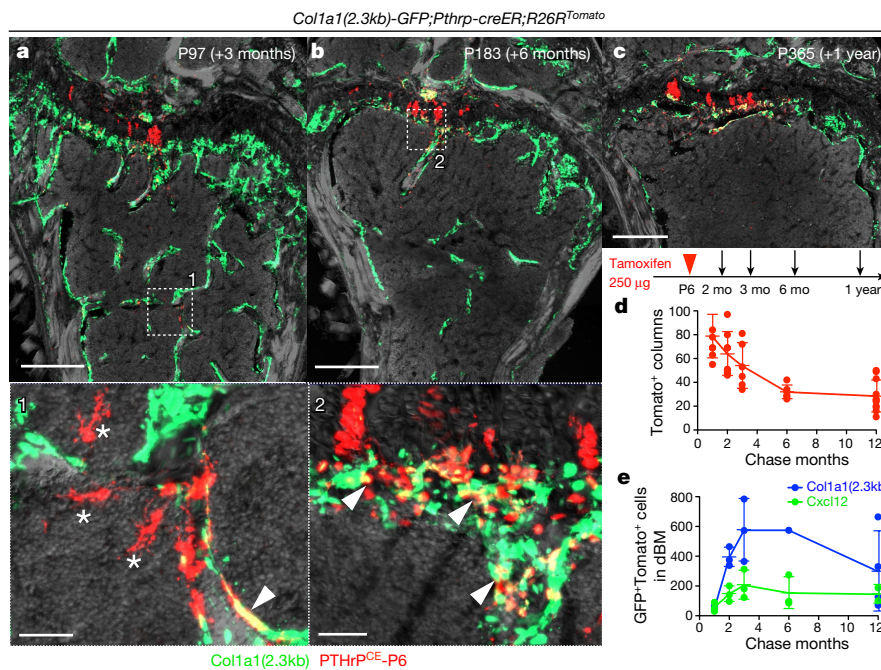 Col1a1(2.3kb)-GFP;Pthrp-creER;R26R^Tomato
a P97 (+3 months)
b P183 (+6 months)
c P365 (+1 year)
1
2
Tamoxifen
250 µg
P6 2 mo 3 mo 6 mo 1 year
d
Tomato⁺ columns
100
80
60
40
20
0
0 2 4 6 8 10 12
Chase months
e
Col1a1(2.3kb)
Cxcl12
GFP⁺Tomato⁺ cells
in dBM
800
600
400
200
0
0 2 4 6 8 10 12
Chase months
1
*
*
*
2
Col1a1(2.3kb) PTHrP^CE-P6